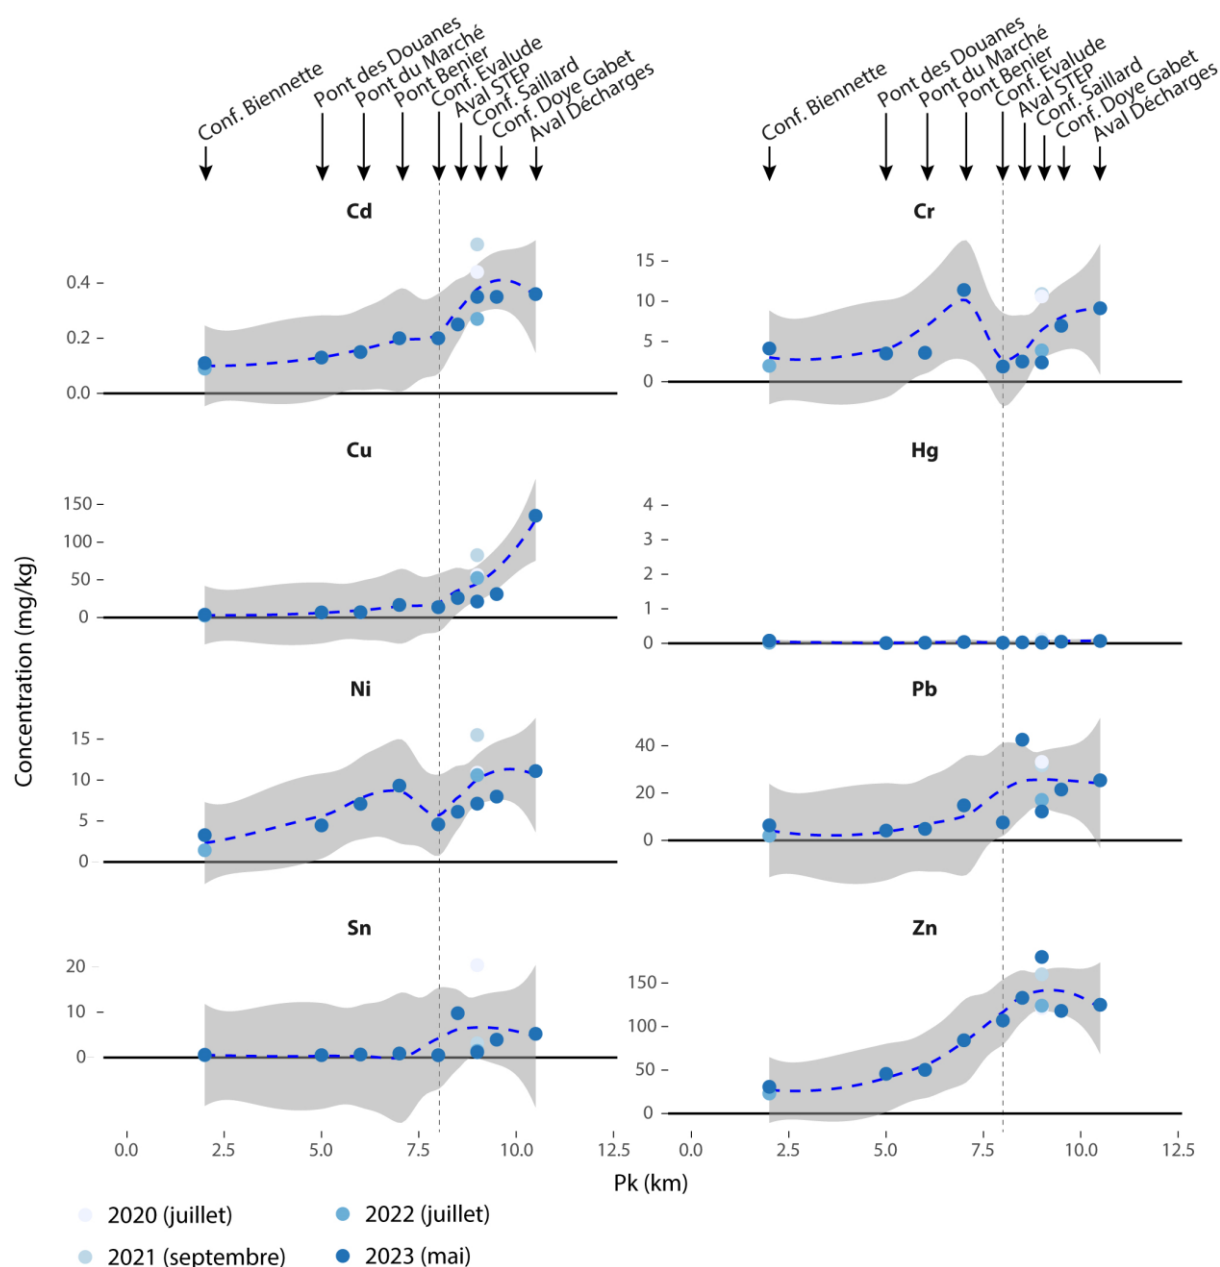 Conf. Biennette
Pont des Douanes
Pont du Marché
Pont Benier
Conf. Evalude
Aval STEP
Conf. Saillard
Conf. Doye Gabet
Aval Décharges
Conf. Biennette
Pont des Douanes
Pont du Marché
Pont Benier
Conf. Evalude
Aval STEP
Conf. Saillard
Conf. Doye Gabet
Aval Décharges
Cd
0.4
0.2
0.0
Cr
15
10
5
0
Cu
150
100
50
0
Hg
4
3
2
1
0
Ni
15
10
5
0
Pb
40
20
0
Sn
20
10
0
Zn
150
100
50
0
Concentration (mg/kg)
0.0 2.5 5.0 7.5 10.0 12.5
0.0 2.5 5.0 7.5 10.0 12.5
Pk (km)
2020 (juillet)
2022 (juillet)
2021 (septembre)
2023 (mai)